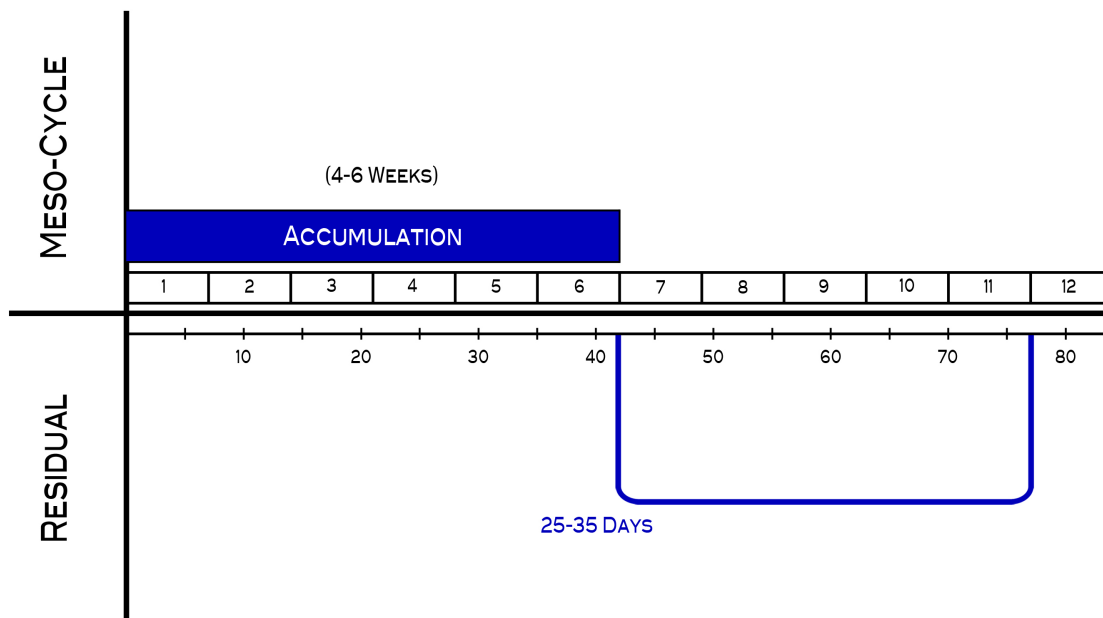 Meso-Cycle
(4-6 Weeks)
Accumulation
1 2 3 4 5 6 7 8 9 10 11 12
10 20 30 40 50 60 70 80
Residual
25-35 Days